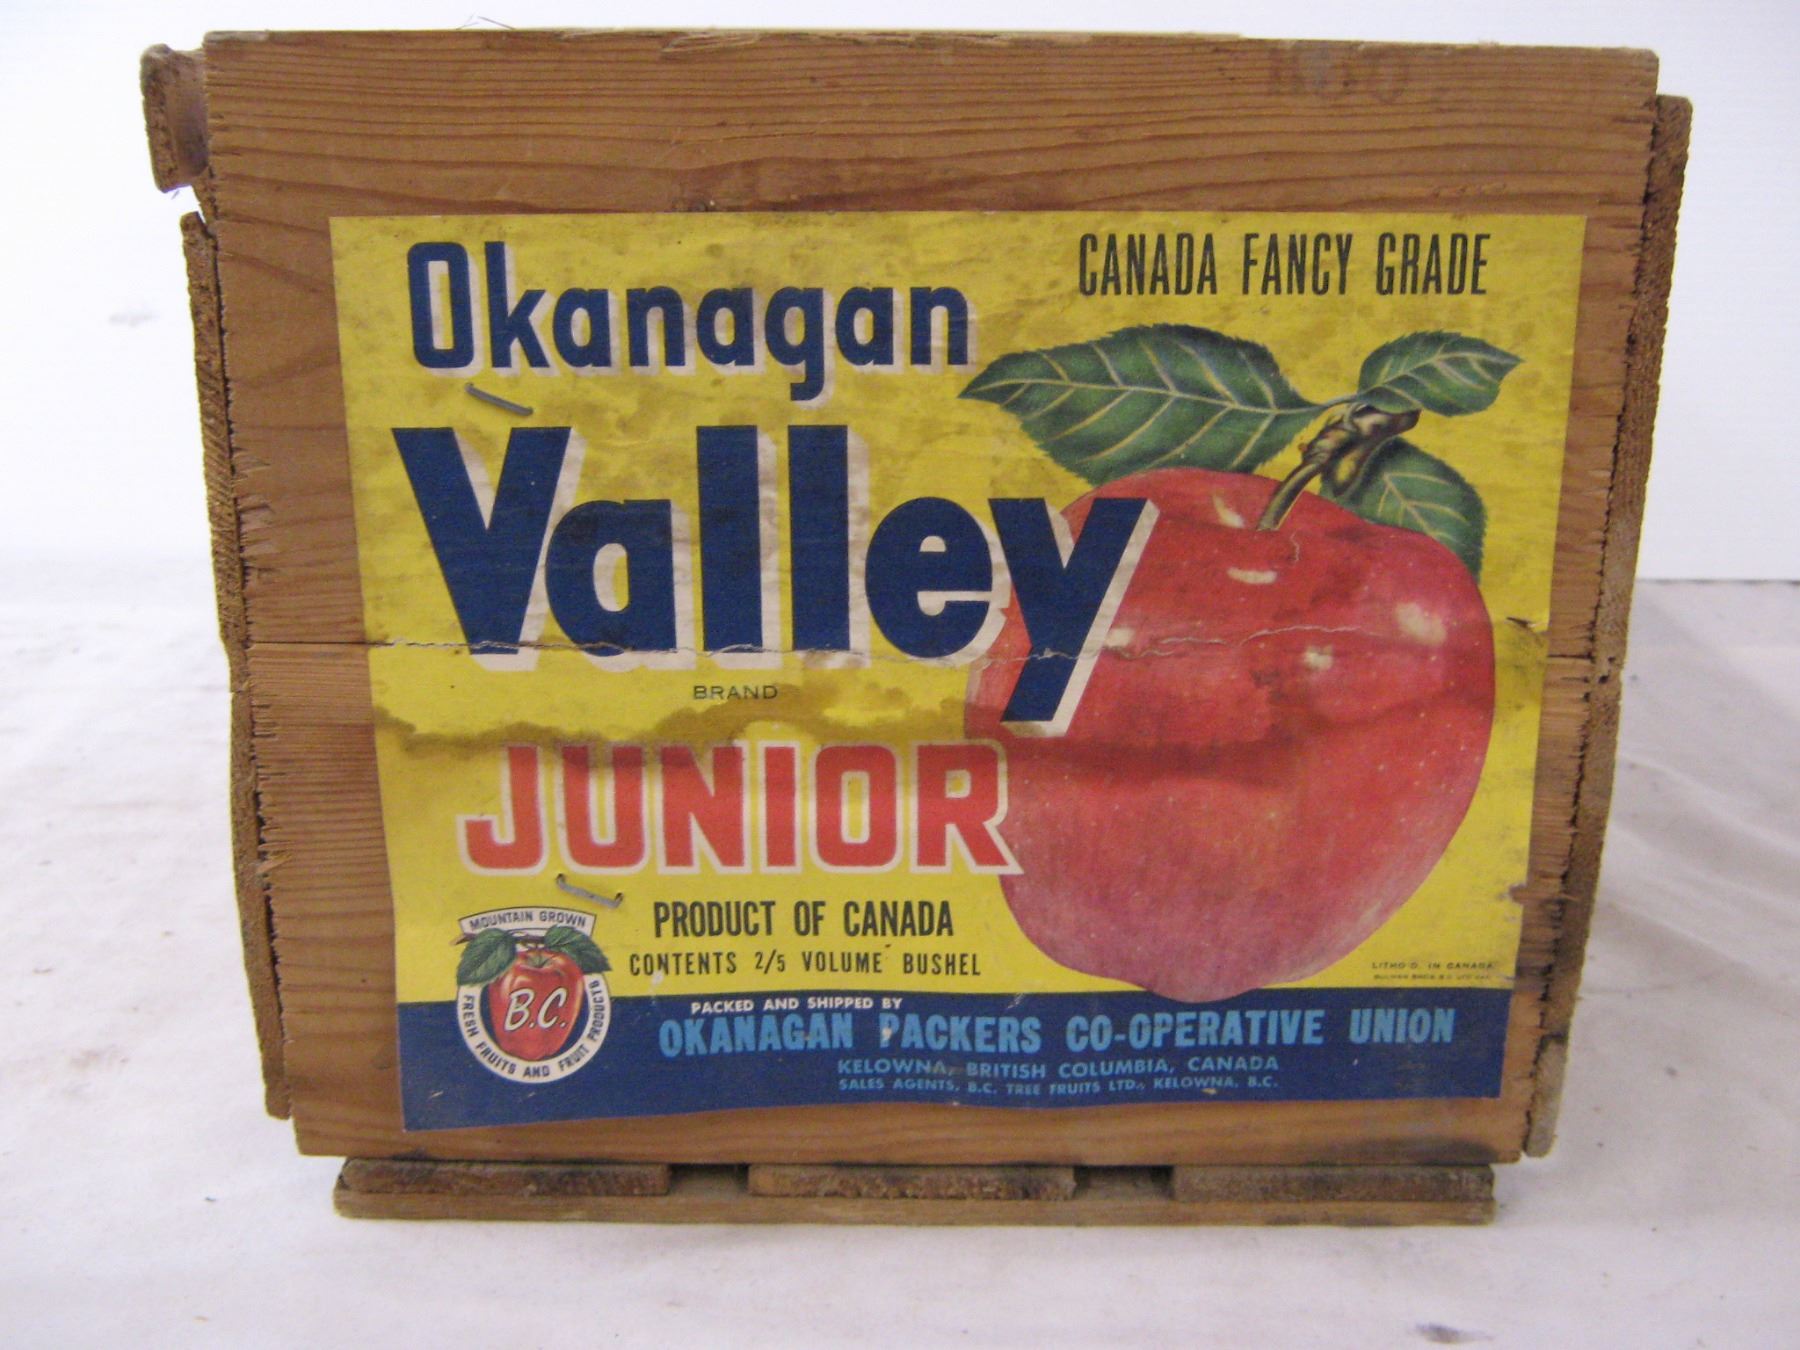 Okanagan
CANADA FANCY GRADE
Valley
BRAND
JUNIOR
PRODUCT OF CANADA
CONTENTS 2/5 VOLUME BUSHEL
MOUNTAIN GROWN
B.C.
FRESH FRUITS AND FRUIT PRODUCTS
LITHO'D. IN CANADA
PACKED AND SHIPPED BY
OKANAGAN PACKERS CO-OPERATIVE UNION
KELOWNA, BRITISH COLUMBIA, CANADA
SALES AGENTS, B.C. TREE FRUITS LTD., KELOWNA, B.C.